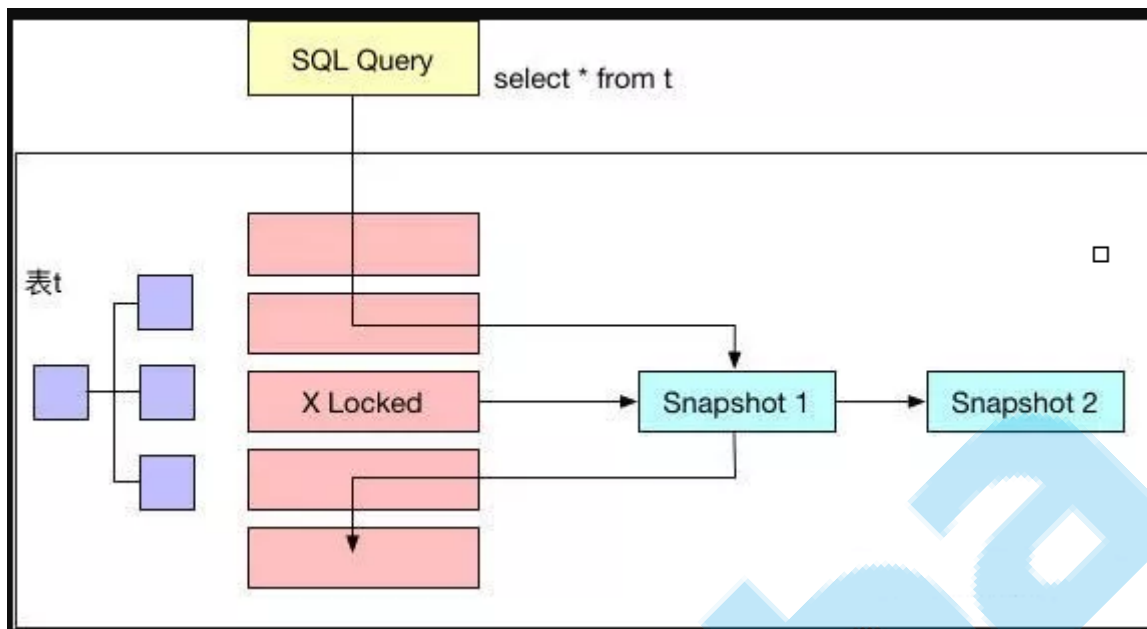 SQL Query
select * from t
表t
X Locked
Snapshot 1
Snapshot 2